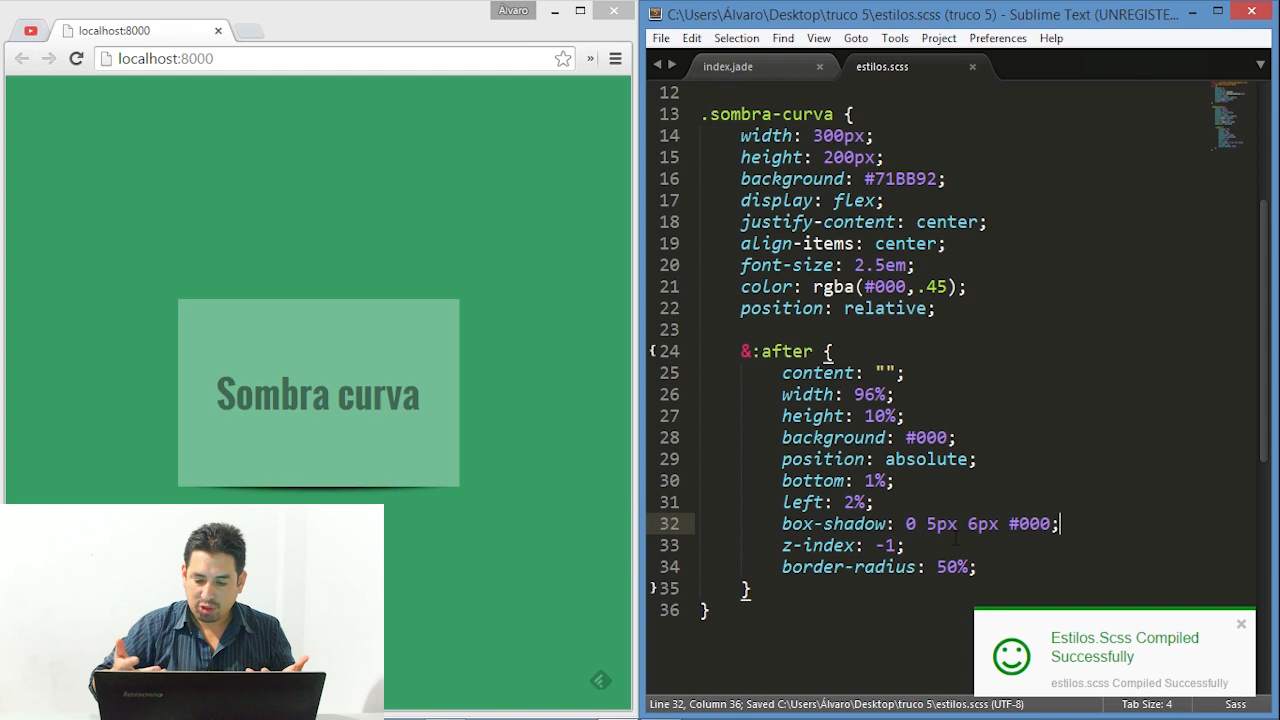 Álvaro
localhost:8000
localhost:8000
Sombra curva
lenovo
C:\Users\Álvaro\Desktop\truco 5\estilos.scss (truco 5) - Sublime Text (UNREGISTE...
File Edit Selection Find View Goto Tools Project Preferences Help
index.jade
estilos.scss
12
13 .sombra-curva {
14 width: 300px;
15 height: 200px;
16 background: #71BB92;
17 display: flex;
18 justify-content: center;
19 align-items: center;
20 font-size: 2.5em;
21 color: rgba(#000,.45);
22 position: relative;
23
24 &:after {
25 content: "";
26 width: 96%;
27 height: 10%;
28 background: #000;
29 position: absolute;
30 bottom: 1%;
31 left: 2%;
32 box-shadow: 0 5px 6px #000;
33 z-index: -1;
34 border-radius: 50%;
35 }
36 }
Estilos.Scss Compiled
Successfully
estilos.scss Compiled Successfully
Line 32, Column 36; Saved C:\Users\Álvaro\Desktop\truco 5\estilos.scss (UTF-8)
Tab Size: 4
Sass